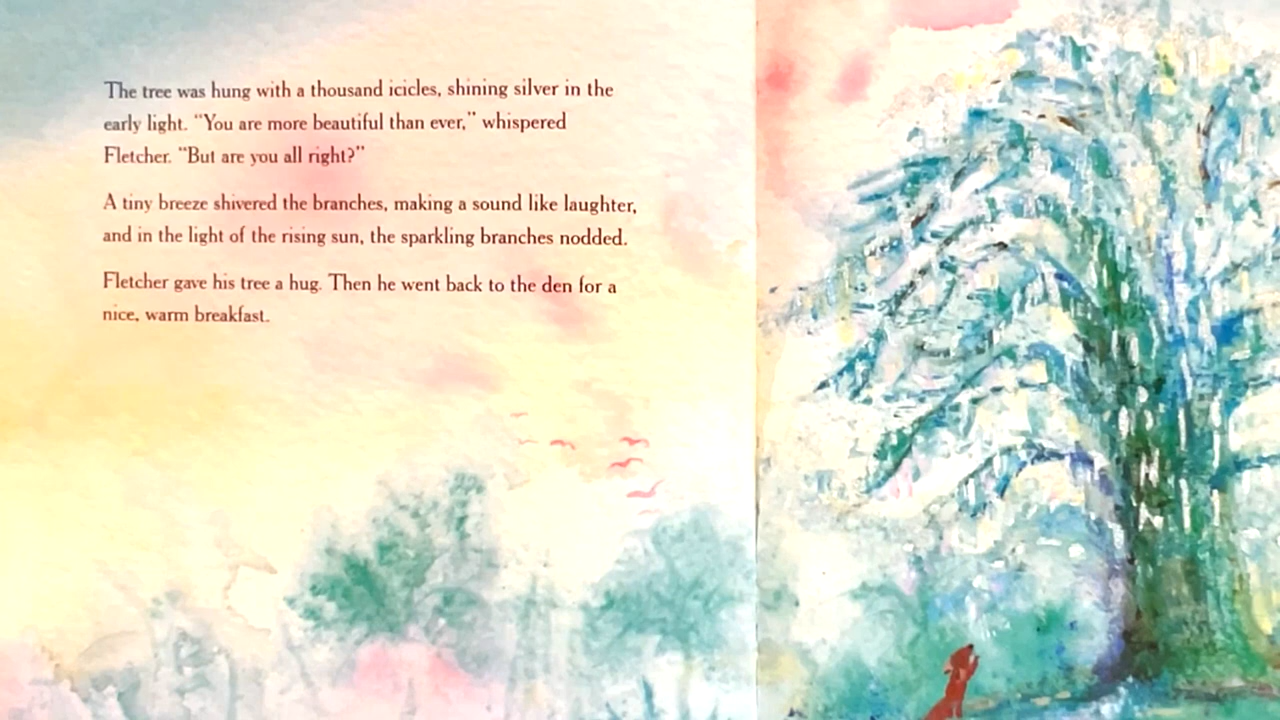 The tree was hung with a thousand icicles, shining silver in the
early light. “You are more beautiful than ever,” whispered
Fletcher. “But are you all right?”
A tiny breeze shivered the branches, making a sound like laughter,
and in the light of the rising sun, the sparkling branches nodded.
Fletcher gave his tree a hug. Then he went back to the den for a
nice, warm breakfast.